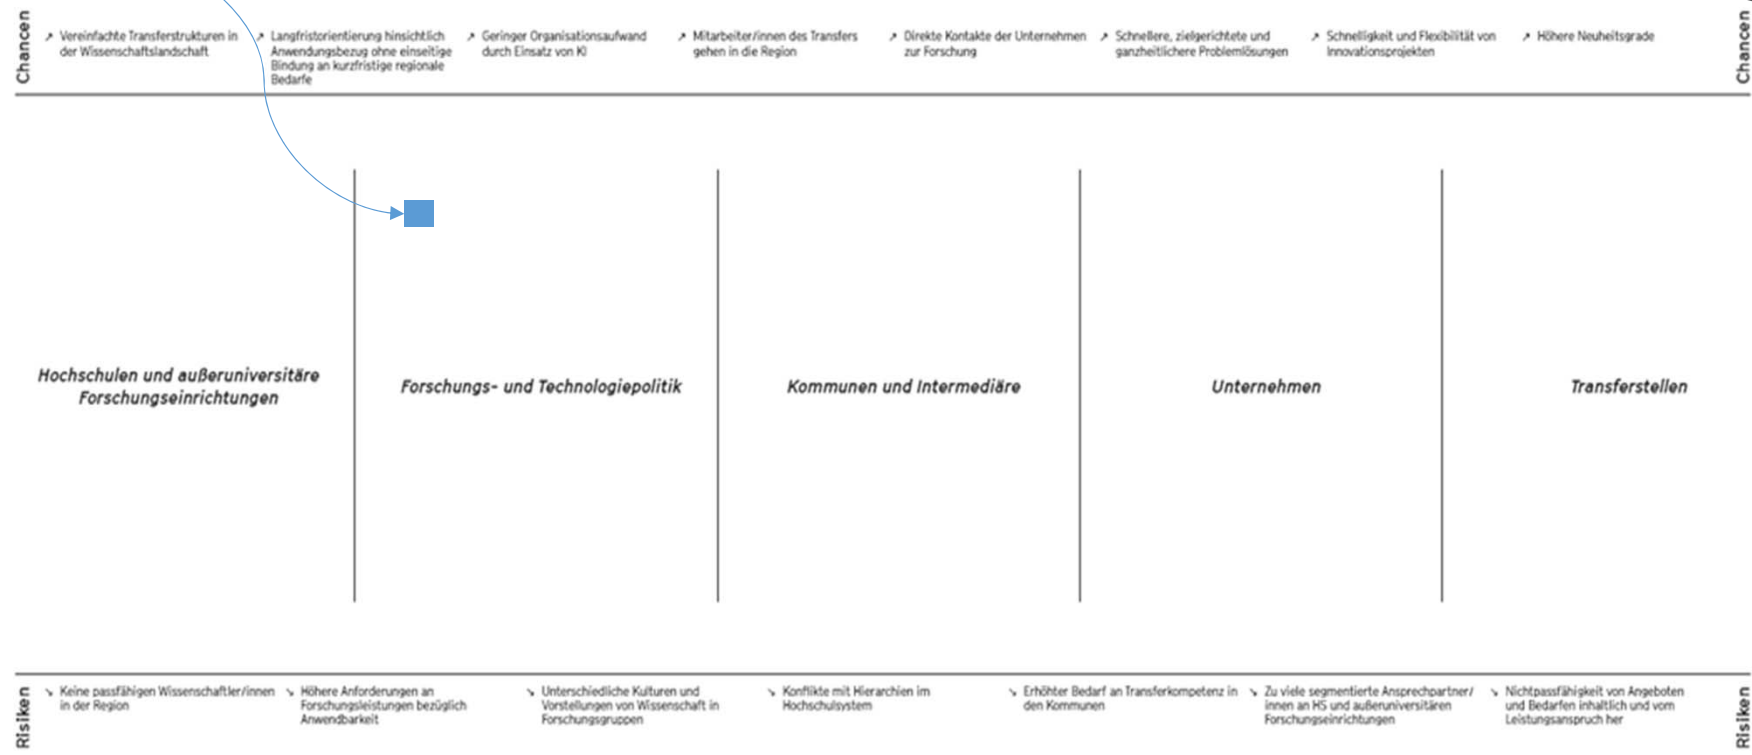 Chancen
↗ Vereinfachte Transferstrukturen in
der Wissenschaftslandschaft
↗ Langfristorientierung hinsichtlich
Anwendungsbezug ohne einseitige
Bindung an kurzfristige regionale
Bedarfe
↗ Geringer Organisationsaufwand
durch Einsatz von KI
↗ Mitarbeiter/innen des Transfers
gehen in die Region
↗ Direkte Kontakte der Unternehmen
zur Forschung
↗ Schnellere, zielgerichtete und
ganzheitlichere Problemlösungen
↗ Schnelligkeit und Flexibilität von
Innovationsprojekten
↗ Höhere Neuheitsgrade
Chancen
Hochschulen und außeruniversitäre
Forschungseinrichtungen
Forschungs- und Technologiepolitik
Kommunen und Intermediäre
Unternehmen
Transferstellen
Risiken
↘ Keine passfähigen Wissenschaftler/innen
in der Region
↘ Höhere Anforderungen an
Forschungsleistungen bezüglich
Anwendbarkeit
↘ Unterschiedliche Kulturen und
Vorstellungen von Wissenschaft in
Forschungsgruppen
↘ Konflikte mit Hierarchien im
Hochschulsystem
↘ Erhöhter Bedarf an Transferkompetenz in
den Kommunen
↘ Zu viele segmentierte Ansprechpartner/
innen an HS und außeruniversitären
Forschungseinrichtungen
↘ Nichtpassfähigkeit von Angeboten
und Bedarfen inhaltlich und vom
Leistungsanspruch her
Risiken